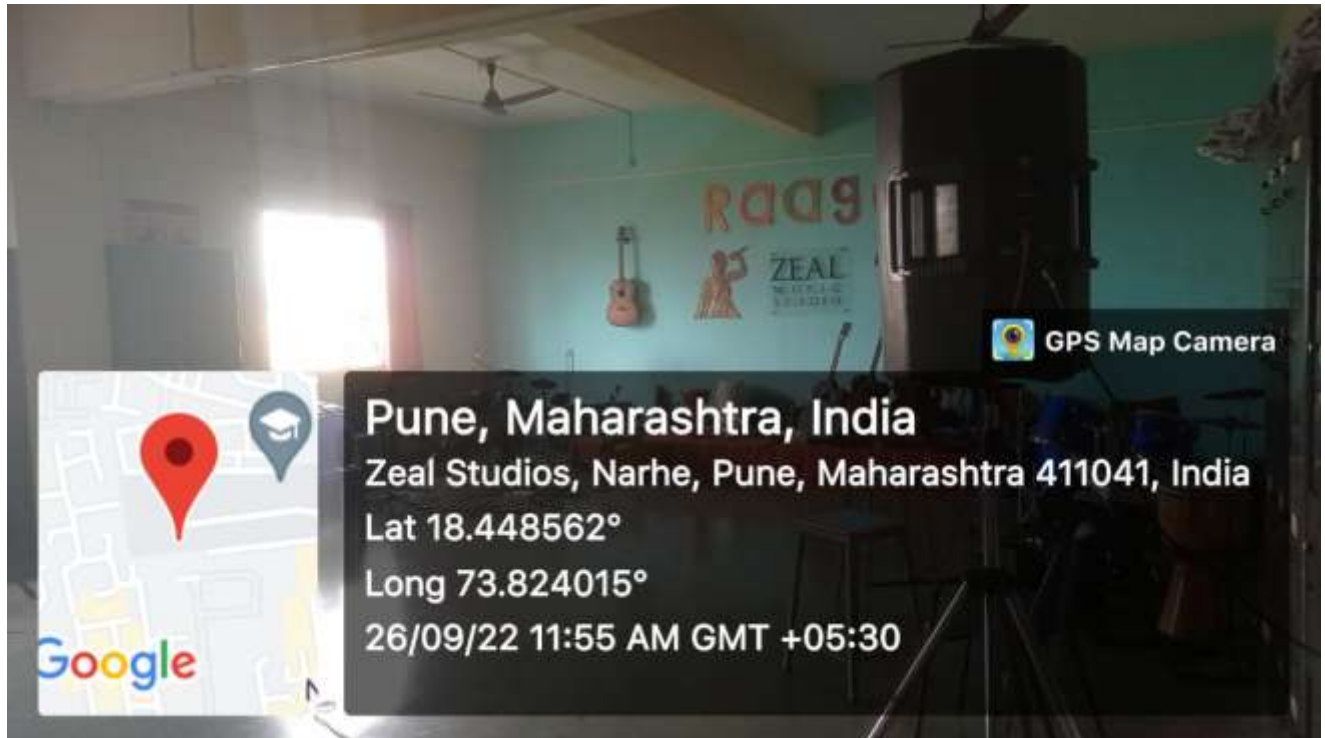 Raag
ZEAL
GPS Map Camera
Pune, Maharashtra, India
Zeal Studios, Narhe, Pune, Maharashtra 411041, India
Lat 18.448562°
Long 73.824015°
26/09/22 11:55 AM GMT +05:30
Google